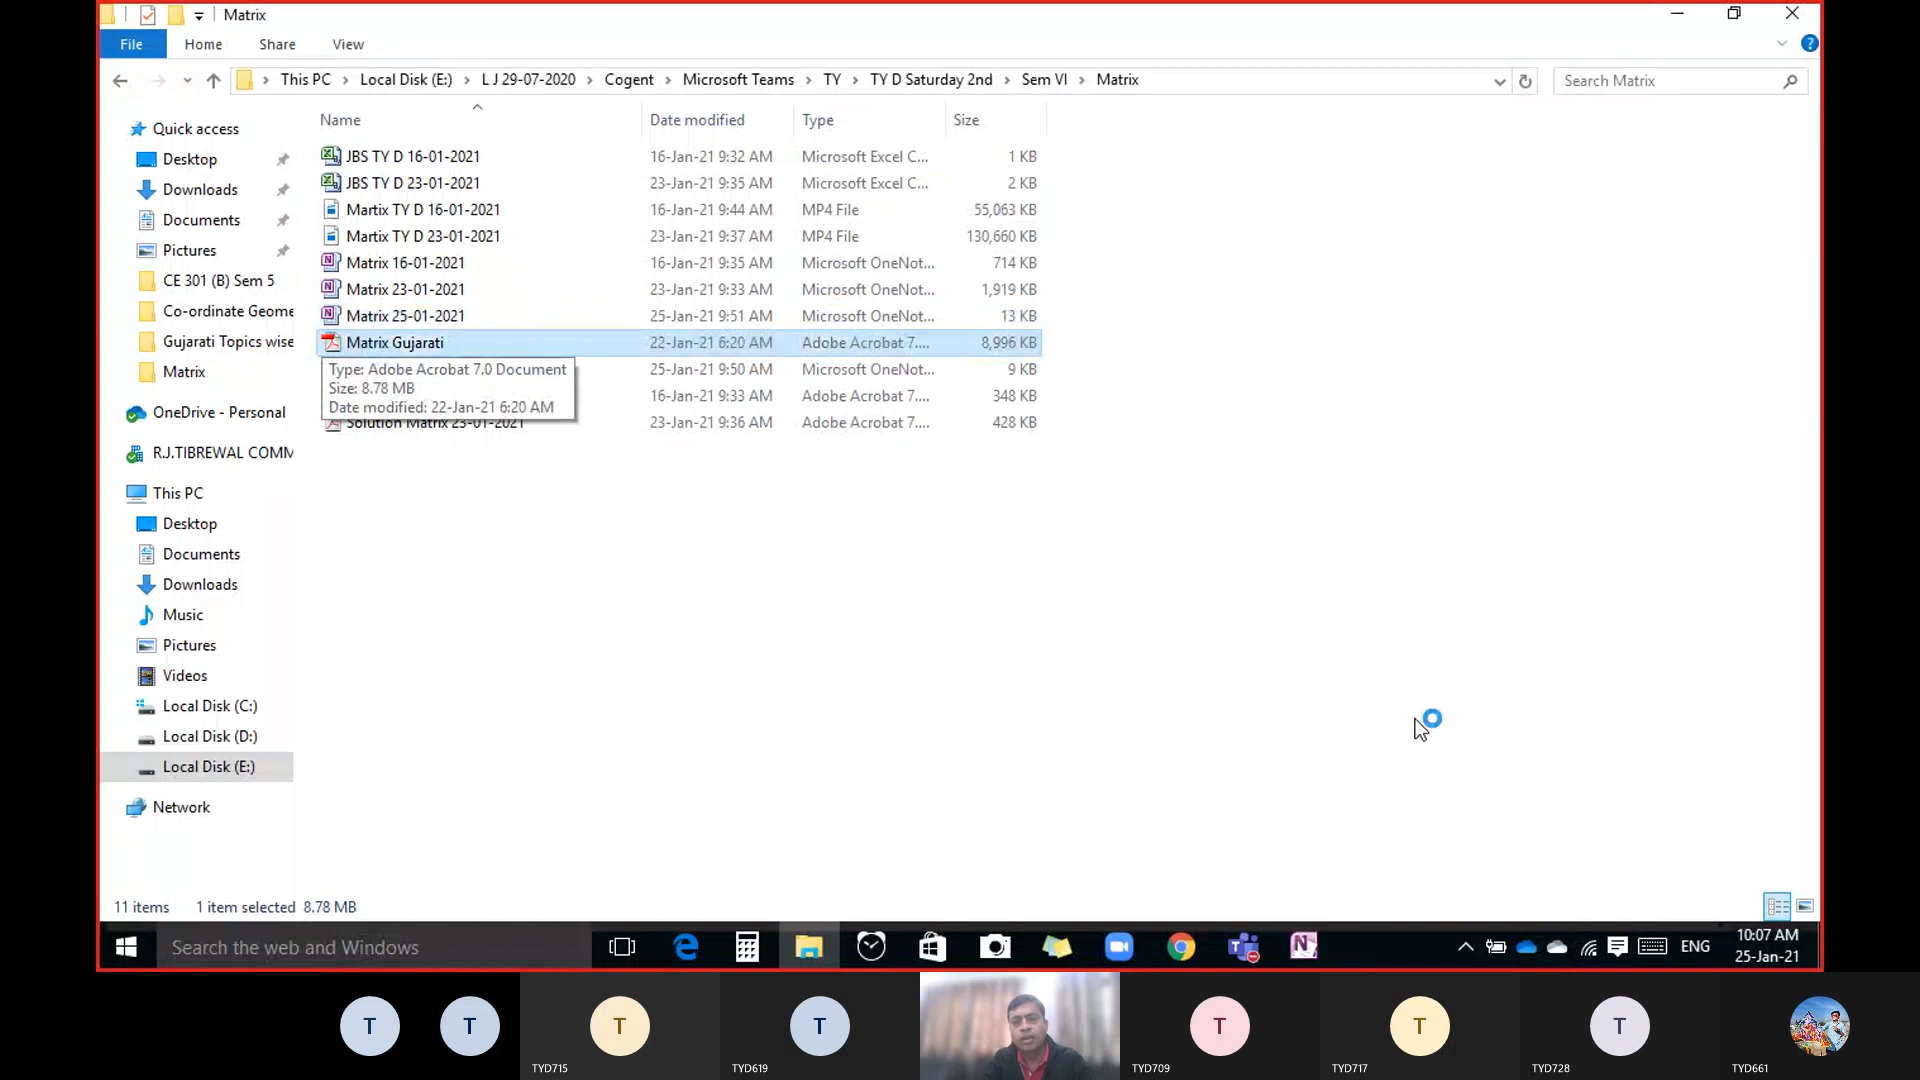 Matrix
File Home Share View
This PC Local Disk (E:) L J 29-07-2020 Cogent Microsoft Teams TY TY D Saturday 2nd Sem VI Matrix
Search Matrix
Name Date modified Type Size
Quick access
Desktop
Downloads
Documents
Pictures
CE 301 (B) Sem 5
Co-ordinate Geome
Gujarati Topics wise
Matrix
OneDrive - Personal
R.J.TIBREWAL COMM
This PC
Desktop
Documents
Downloads
Music
Pictures
Videos
Local Disk (C:)
Local Disk (D:)
Local Disk (E:)
Network
JBS TY D 16-01-2021 16-Jan-21 9:32 AM Microsoft Excel C... 1 KB
JBS TY D 23-01-2021 23-Jan-21 9:35 AM Microsoft Excel C... 2 KB
Martix TY D 16-01-2021 16-Jan-21 9:44 AM MP4 File 55,063 KB
Martix TY D 23-01-2021 23-Jan-21 9:37 AM MP4 File 130,660 KB
Matrix 16-01-2021 16-Jan-21 9:35 AM Microsoft OneNot... 714 KB
Matrix 23-01-2021 23-Jan-21 9:33 AM Microsoft OneNot... 1,919 KB
Matrix 25-01-2021 25-Jan-21 9:51 AM Microsoft OneNot... 13 KB
Matrix Gujarati 22-Jan-21 6:20 AM Adobe Acrobat 7.... 8,996 KB
25-Jan-21 9:50 AM Microsoft OneNot... 9 KB
16-Jan-21 9:33 AM Adobe Acrobat 7.... 348 KB
Solution Matrix 23-01-2021 23-Jan-21 9:36 AM Adobe Acrobat 7.... 428 KB
Type: Adobe Acrobat 7.0 Document
Size: 8.78 MB
Date modified: 22-Jan-21 6:20 AM
11 items 1 item selected 8.78 MB
Search the web and Windows
ENG
10:07 AM
25-Jan-21
T T T T T T T
TYD715 TYD619 TYD709 TYD717 TYD728 TYD661